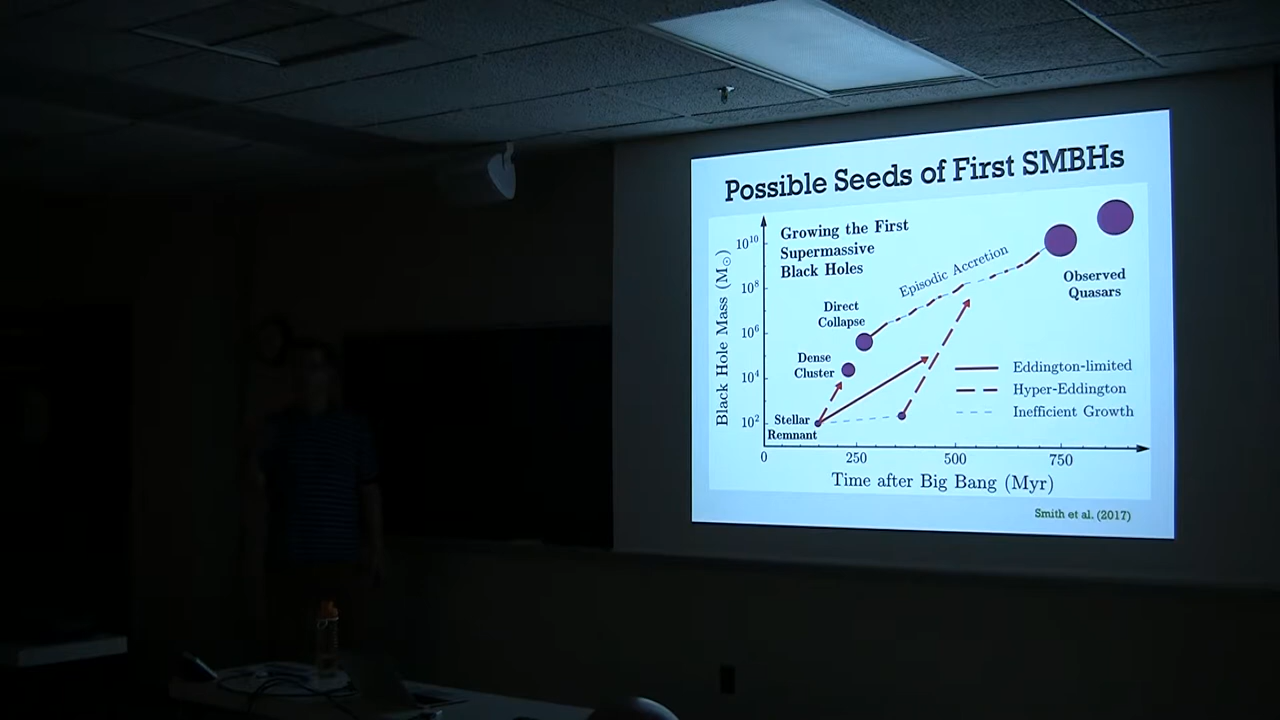 Possible Seeds of First SMBHs
Growing the First
Supermassive
Black Holes
Black Hole Mass (M☉)
10¹⁰
10⁸
10⁶
10⁴
10²
Episodic Accretion
Observed
Quasars
Direct
Collapse
Dense
Cluster
Stellar
Remnant
Eddington-limited
Hyper-Eddington
Inefficient Growth
0
250
500
750
Time after Big Bang (Myr)
Smith et al. (2017)